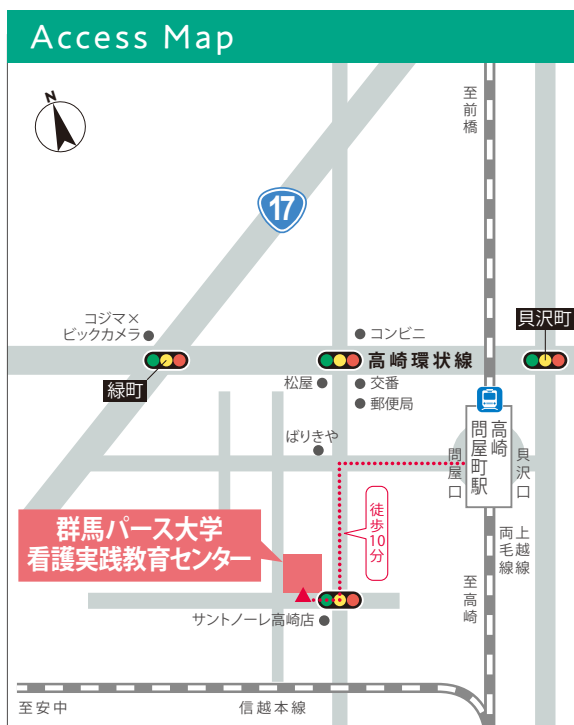 Access Map
N
至前橋
17
コジマ×
ビックカメラ
コンビニ
貝沢町
高崎環状線
緑町
松屋
交番
郵便局
ばりきや
高崎
問屋町駅
問屋口
貝沢口
徒歩10分
群馬パース大学
看護実践教育センター
上越線
両毛線
至高崎
サントノーレ高崎店
至安中
信越本線